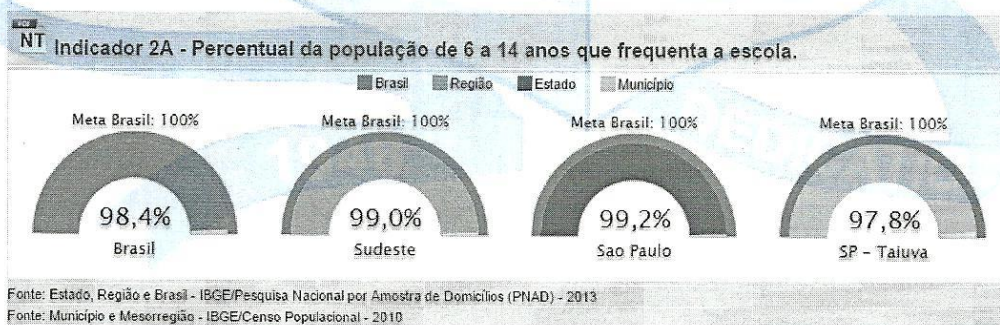 NT Indicador 2A - Percentual da população de 6 a 14 anos que frequenta a escola.
Brasil Região Estado Município
Meta Brasil: 100% Meta Brasil: 100% Meta Brasil: 100% Meta Brasil: 100%
98,4% 99,0% 99,2% 97,8%
Brasil Sudeste Sao Paulo SP - Taiuva
Fonte: Estado, Região e Brasil - IBGE/Pesquisa Nacional por Amostra de Domicílios (PNAD) - 2013
Fonte: Município e Mesorregião - IBGE/Censo Populacional - 2010